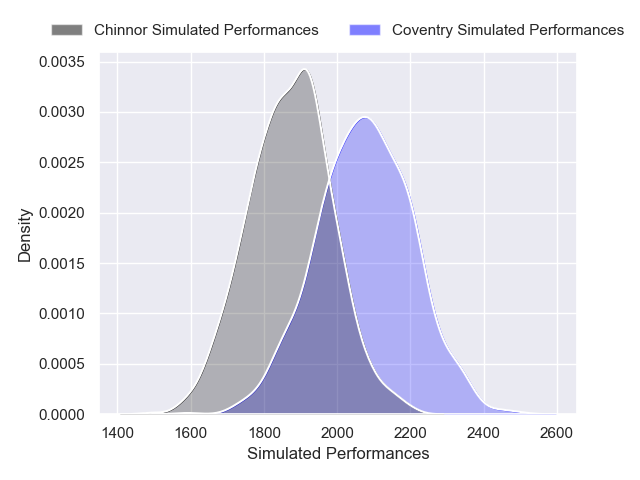 Chinnor Simulated Performances Coventry Simulated Performances
0.0035
0.0030
0.0025
0.0020
0.0015
0.0010
0.0005
0.0000
Density
1400 1600 1800 2000 2200 2400 2600
Simulated Performances